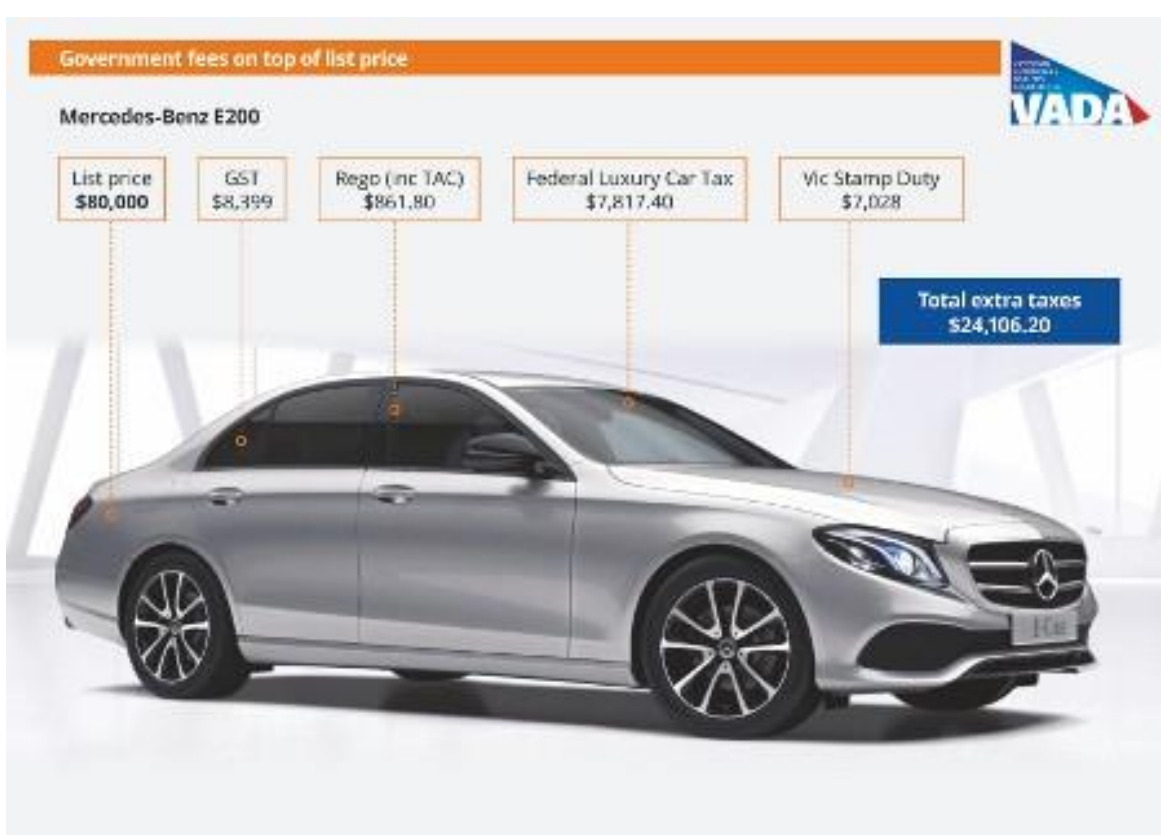 Government fees on top of list price
VADA
Mercedes-Benz E200
List price
$80,000
GST
$8,399
Rego (inc TAC)
$861.80
Federal Luxury Car Tax
$7,817.40
Vic Stamp Duty
$7,028
Total extra taxes
$24,106.20